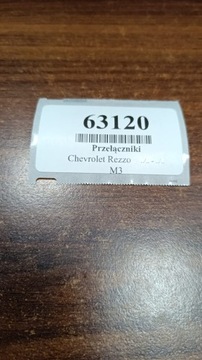 63120
Przełączniki
Chevrolet Rezzo
M3